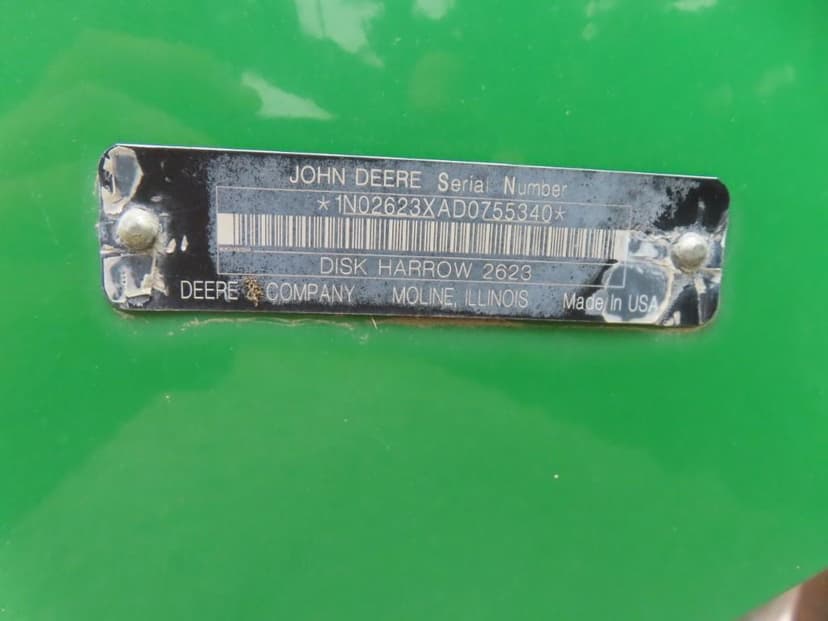 JOHN DEERE Serial Number
*1N02623XAD0755340*
DISK HARROW 2623
DEERE & COMPANY MOLINE, ILLINOIS Made In USA